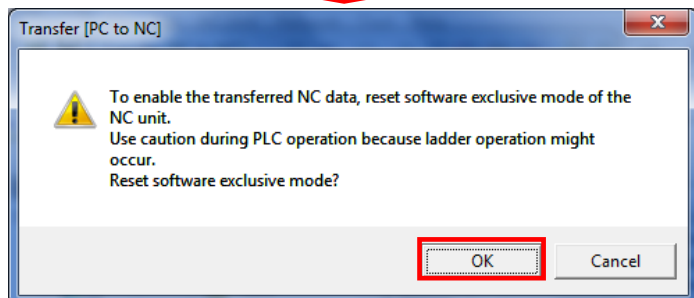 Transfer [PC to NC]
To enable the transferred NC data, reset software exclusive mode of the
NC unit.
Use caution during PLC operation because ladder operation might
occur.
Reset software exclusive mode?
OK
Cancel